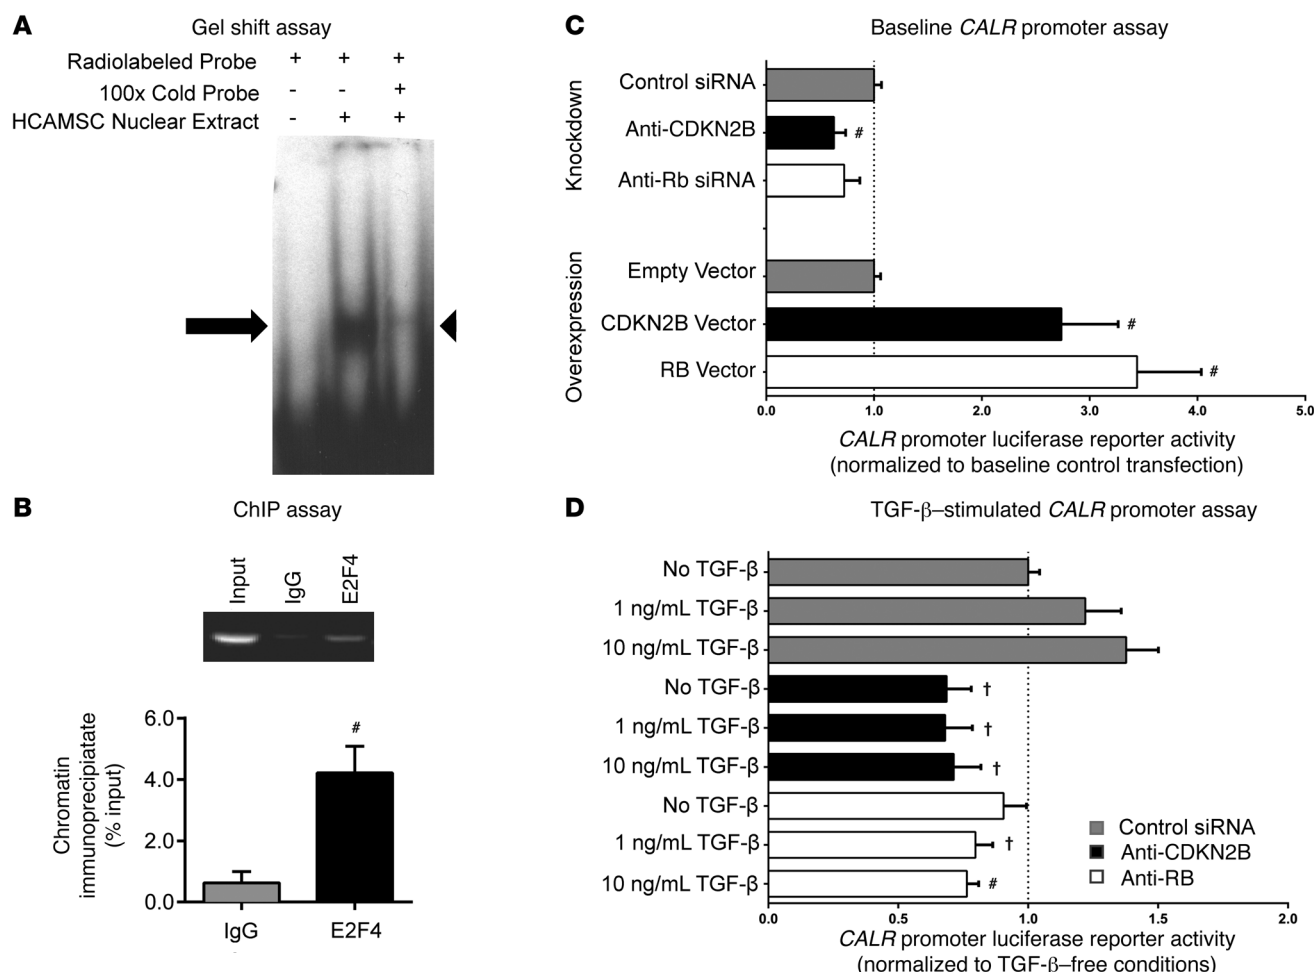 A
Gel shift assay
Radiolabeled Probe + + +
100x Cold Probe - - +
HCAMSC Nuclear Extract - + +
B
ChIP assay
Input
IgG
E2F4
Chromatin
immunoprecipiatate
(% input)
6.0
4.0
2.0
0.0
#
IgG
E2F4
C
Baseline CALR promoter assay
Knockdown
Control siRNA
Anti-CDKN2B #
Anti-Rb siRNA
Overexpression
Empty Vector
CDKN2B Vector #
RB Vector #
0.0 1.0 2.0 3.0 4.0 5.0
CALR promoter luciferase reporter activity
(normalized to baseline control transfection)
D
TGF-β–stimulated CALR promoter assay
No TGF-β
1 ng/mL TGF-β
10 ng/mL TGF-β
No TGF-β †
1 ng/mL TGF-β †
10 ng/mL TGF-β †
No TGF-β
1 ng/mL TGF-β †
10 ng/mL TGF-β #
Control siRNA
Anti-CDKN2B
Anti-RB
0.0 0.5 1.0 1.5 2.0
CALR promoter luciferase reporter activity
(normalized to TGF-β–free conditions)